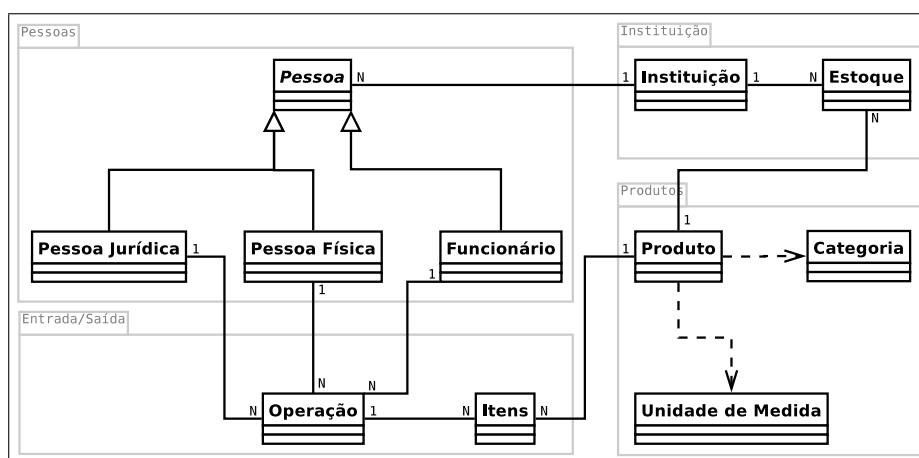 Pessoas
Instituição
Pessoa
N
1
Instituição
1
N
Estoque
N
Produtos
1
Pessoa Jurídica
1
Pessoa Física
1
Funcionário
1
1
Produto
Categoria
Entrada/Saída
N
N
N
Operação
1
N
Itens
N
Unidade de Medida